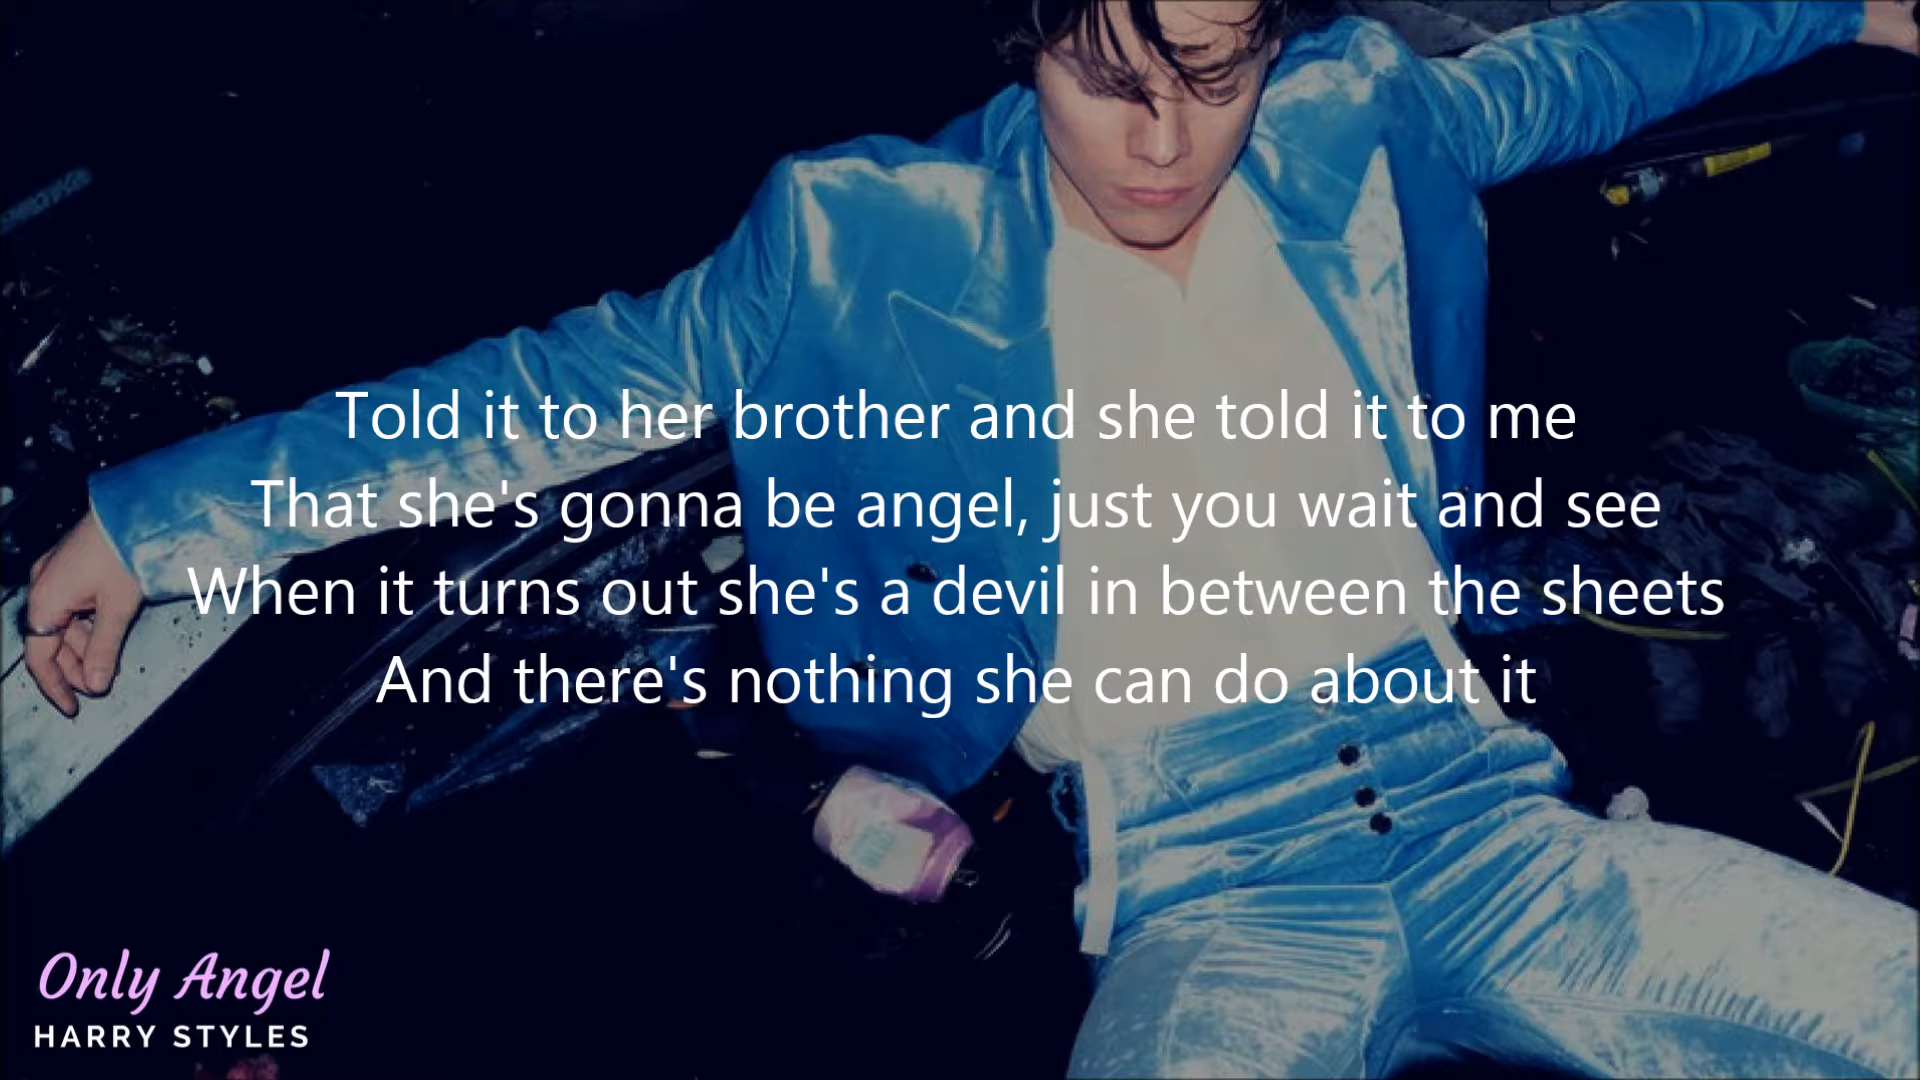 Told it to her brother and she told it to me
That she's gonna be angel, just you wait and see
When it turns out she's a devil in between the sheets
And there's nothing she can do about it
Only Angel
HARRY STYLES